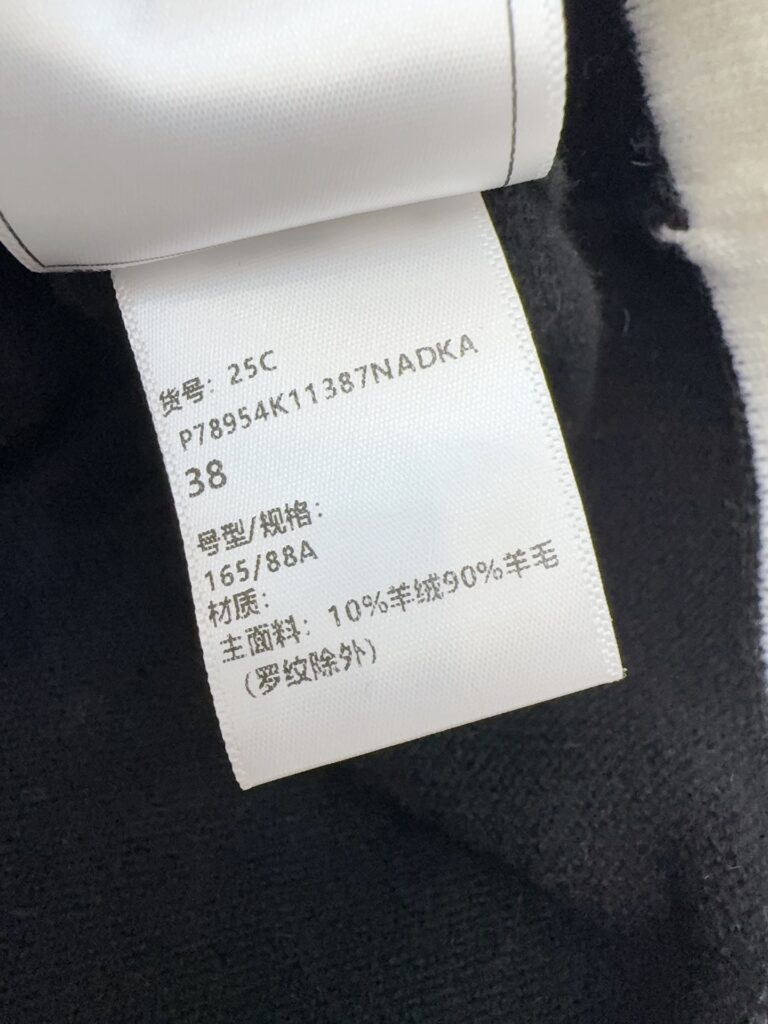 货号：25C
P78954K11387NADKA
38
号型/规格：
165/88A
材质：
主面料：10%羊绒90%羊毛
(罗纹除外)